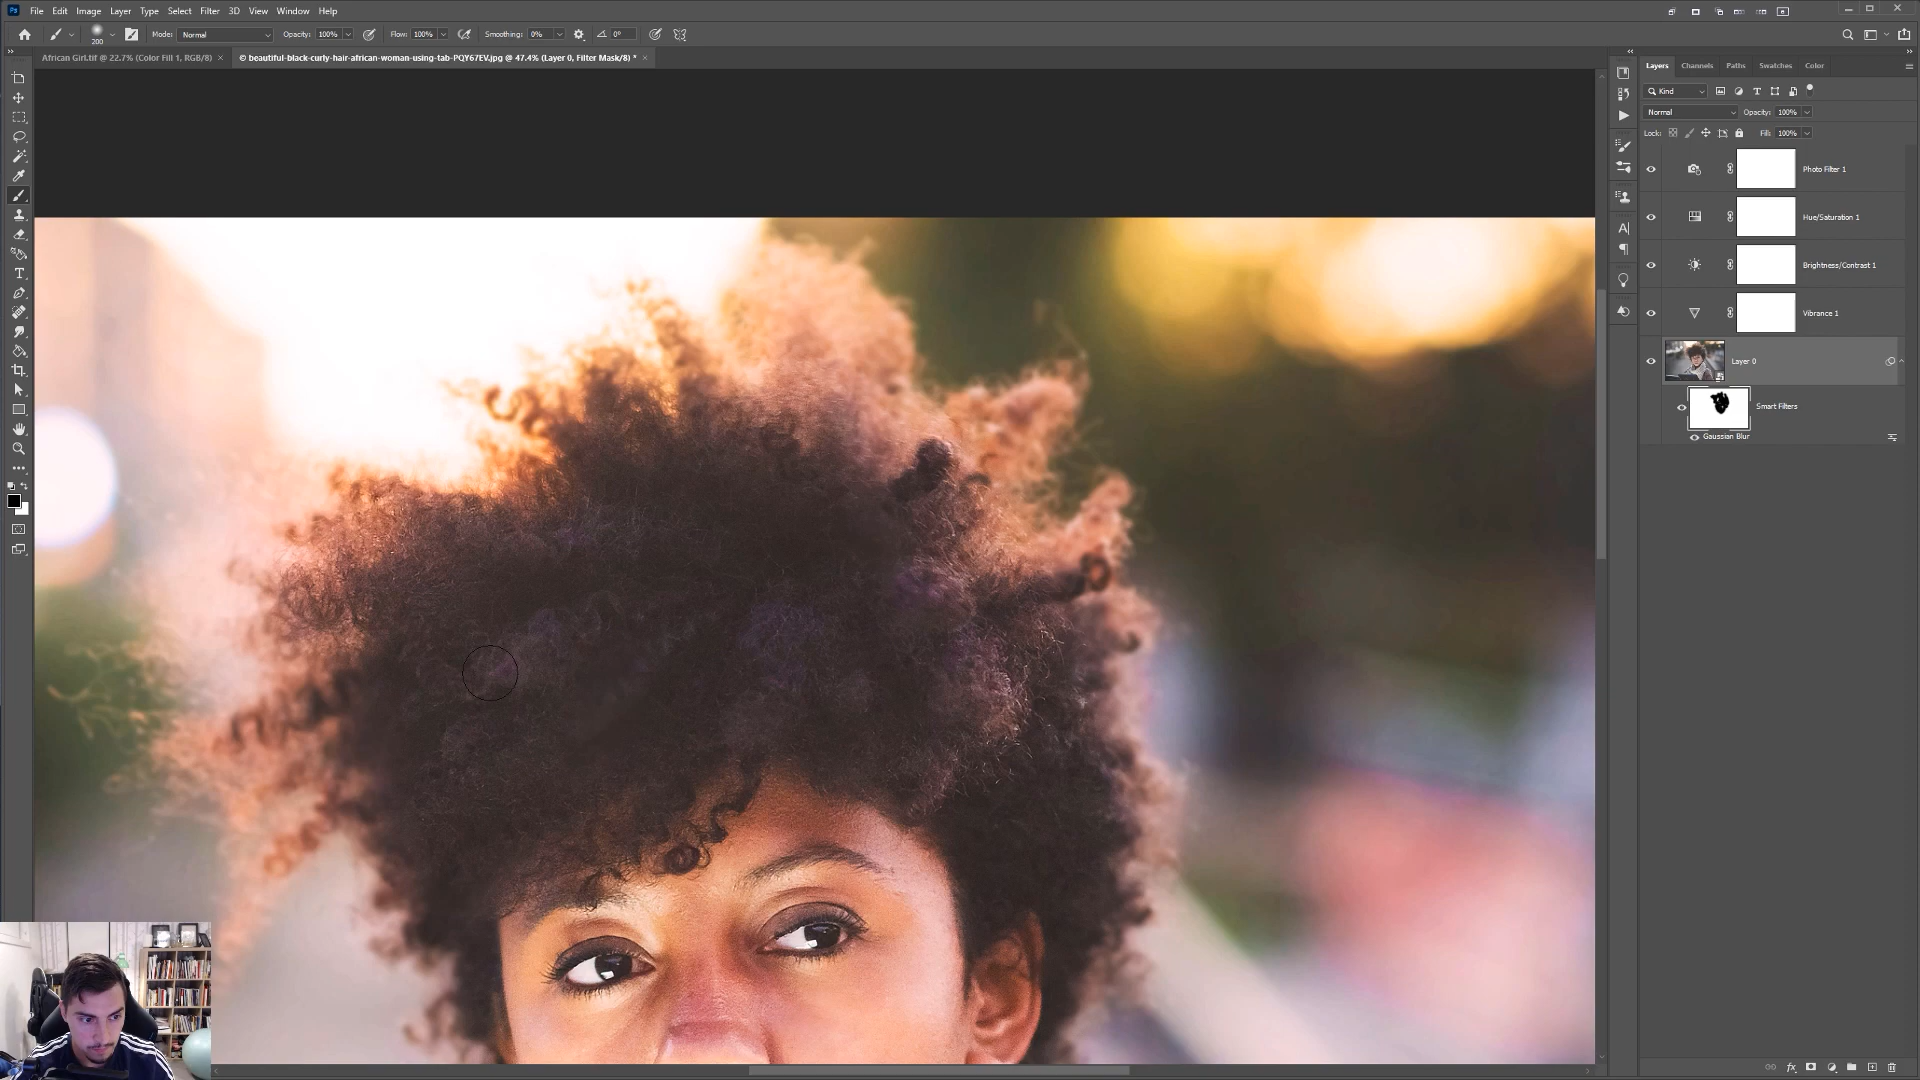 Ps File Edit Image Layer Type Select Filter 3D View Window Help
200 Mode: Normal Opacity: 100% Flow: 100% Smoothing: 0% 0°
African Girl.tif @ 22.7% (Color Fill 1, RGB/8) × © beautiful-black-curly-hair-african-woman-using-tab-PQY67EV.jpg @ 47.4% (Layer 0, Filter Mask/8) * ×
Layers Channels Paths Swatches Color
Kind
Normal Opacity: 100%
Lock: Fill: 100%
Photo Filter 1
Hue/Saturation 1
Brightness/Contrast 1
Vibrance 1
Layer 0
Smart Filters
Gaussian Blur